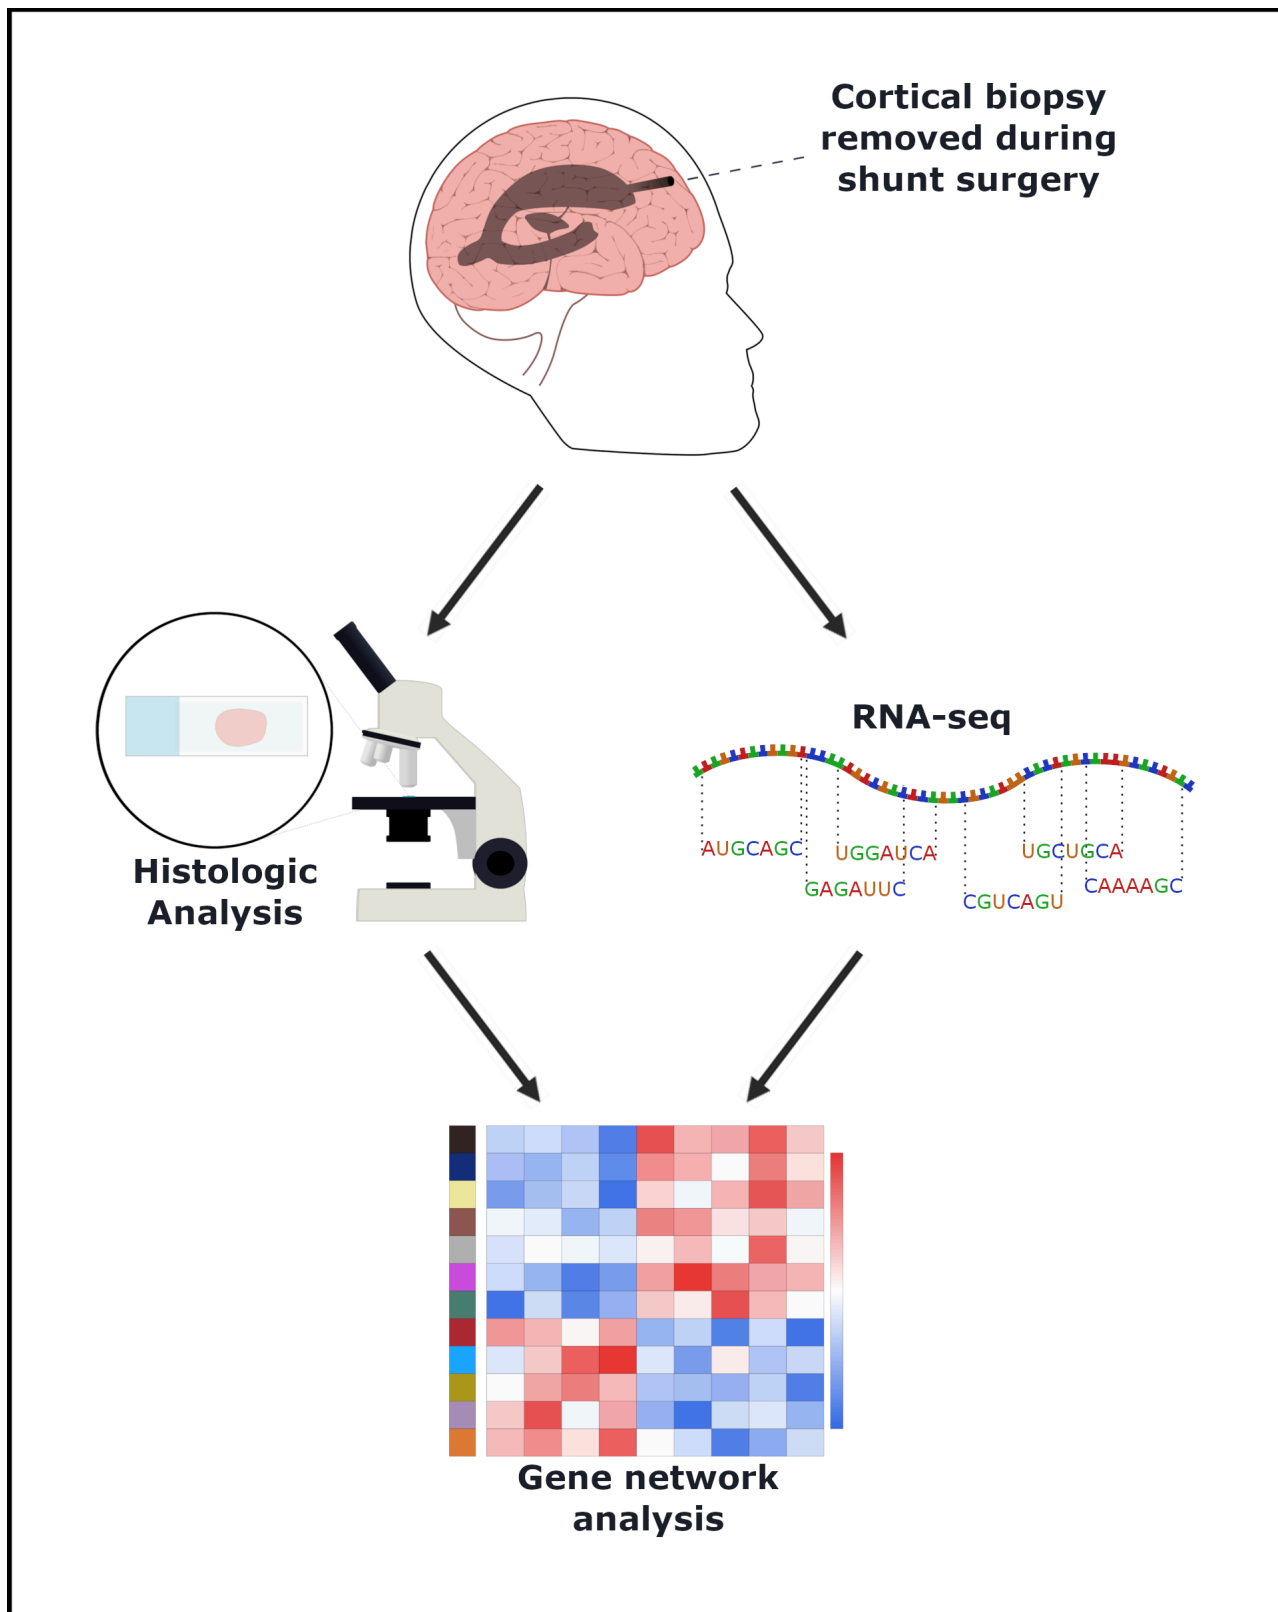 Cortical biopsy
removed during
shunt surgery
RNA-seq
AUGCAGC
UGGAUCA
UGCUGCA
GAGAUUC
CGUCAGU
CAAAAGC
Histologic
Analysis
Gene network
analysis